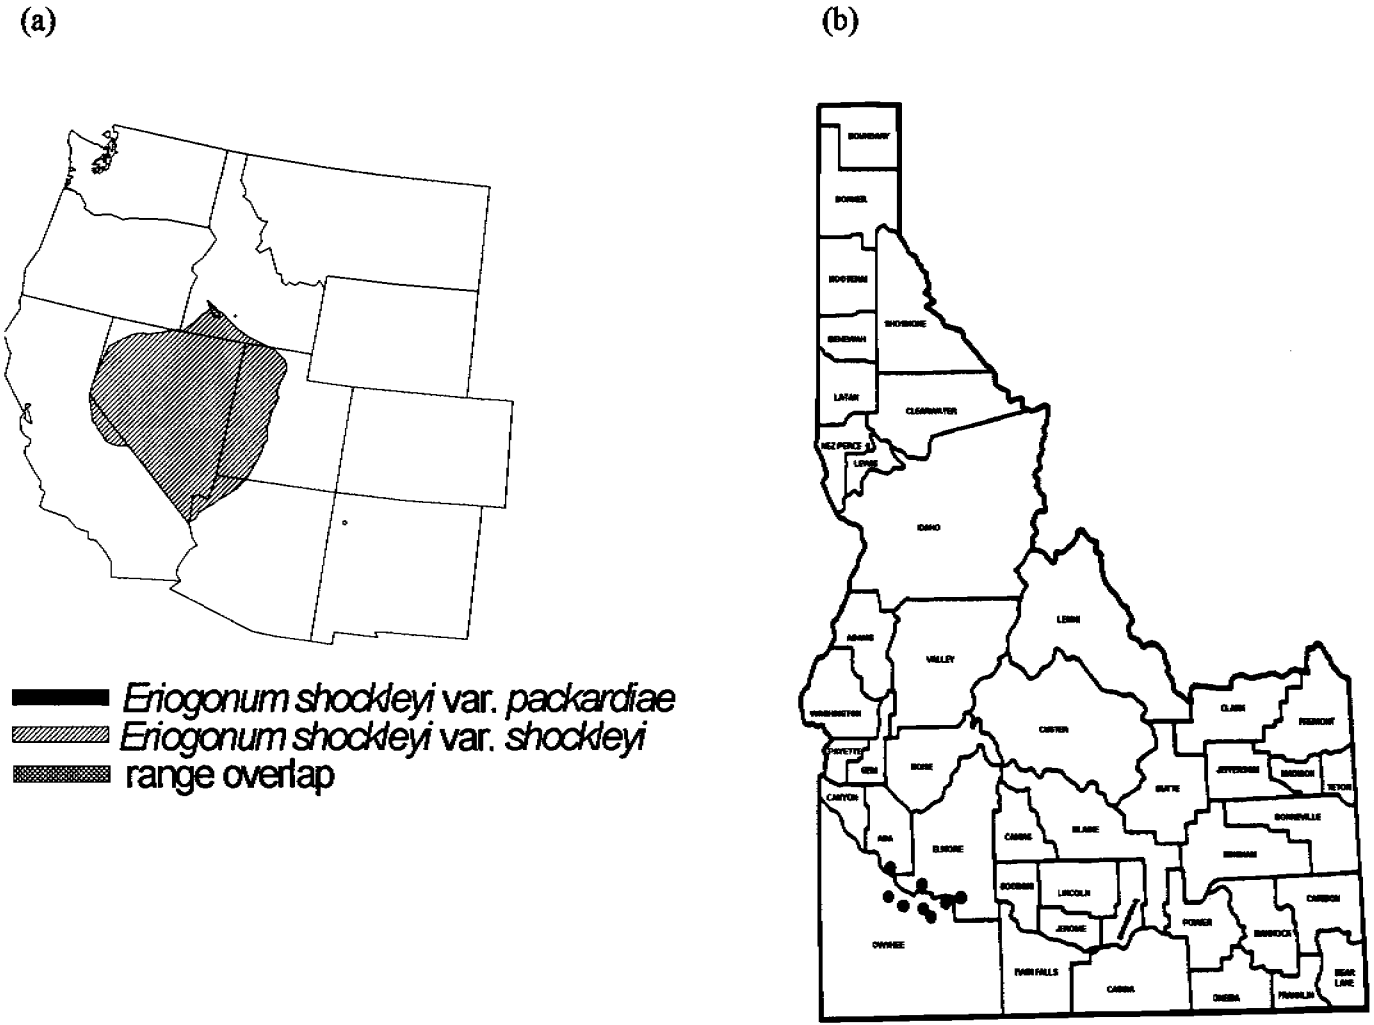 (a)
(b)
Eriogonum shockleyi var. packardiae
Eriogonum shockleyi var. shockleyi
range overlap
BOUNDARY
BONNER
KOOTENAI
SHOSHONE
BENEWAH
LATAH
CLEARWATER
NEZ PERCE
LEWIS
IDAHO
LEMHI
ADAMS
VALLEY
WASHINGTON
CUSTER
CLARK
FREMONT
PAYETTE
GEM
BOISE
JEFFERSON
MADISON
TETON
BUTTE
CANYON
ADA
ELMORE
CAMAS
BLAINE
BONNEVILLE
BINGHAM
GOODING
LINCOLN
CARIBOU
JEROME
POWER
BANNOCK
OWYHEE
TWIN FALLS
CASSIA
ONEIDA
FRANKLIN
BEAR
LAKE